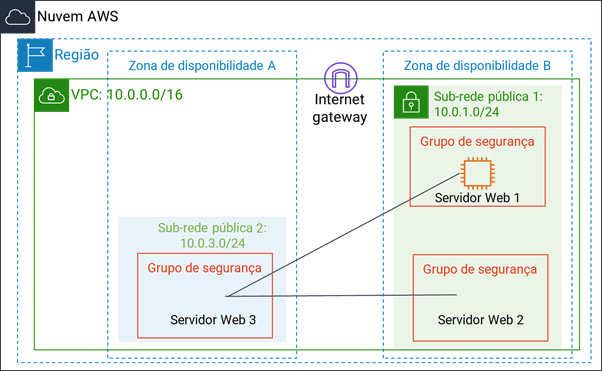 Nuvem AWS
Região
Zona de disponibilidade A
Zona de disponibilidade B
VPC: 10.0.0.0/16
Internet
gateway
Sub-rede pública 1:
10.0.1.0/24
Grupo de segurança
Servidor Web 1
Sub-rede pública 2:
10.0.3.0/24
Grupo de segurança
Servidor Web 3
Grupo de segurança
Servidor Web 2